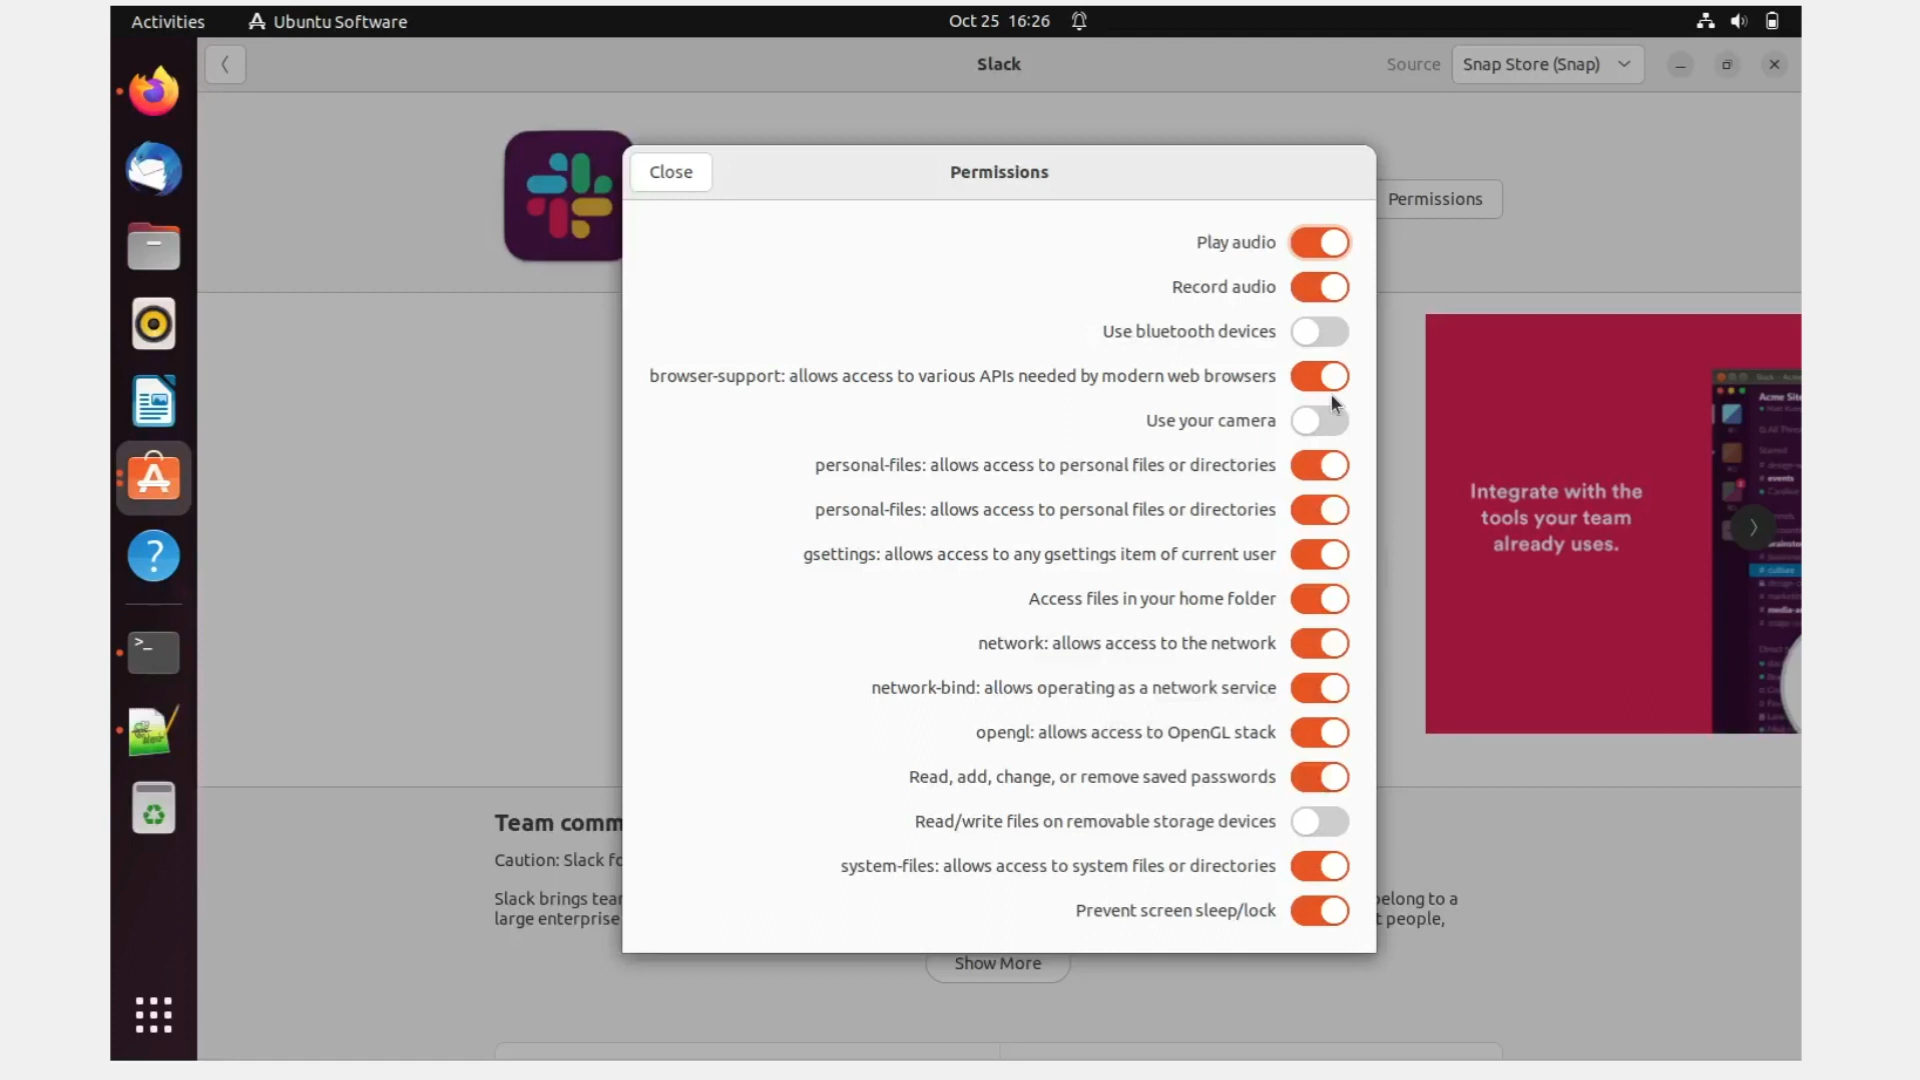 Activities
Ubuntu Software
Oct 25 16:26
Slack
Source
Snap Store (Snap)
Close
Permissions
Permissions
Play audio
Record audio
Use bluetooth devices
browser-support: allows access to various APIs needed by modern web browsers
Use your camera
personal-files: allows access to personal files or directories
personal-files: allows access to personal files or directories
gsettings: allows access to any gsettings item of current user
Access files in your home folder
network: allows access to the network
network-bind: allows operating as a network service
opengl: allows access to OpenGL stack
Read, add, change, or remove saved passwords
Read/write files on removable storage devices
system-files: allows access to system files or directories
Prevent screen sleep/lock
Integrate with the
tools your team
already uses.
Acme Site
events
culture
Team comm
Caution: Slack fo
Slack brings tear
belong to a
large enterprise
t people,
Show More